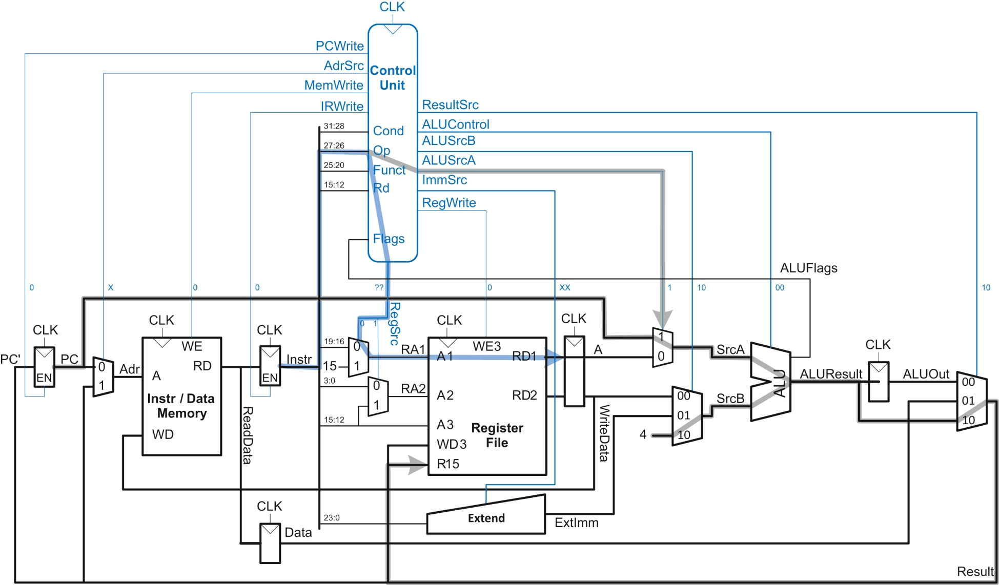 CLK
PCWrite
AdrSrc
MemWrite
IRWrite
Control
Unit
ResultSrc
ALUControl
ALUSrcB
ALUSrcA
ImmSrc
RegWrite
31:28
Cond
27:26
Op
25:20
Funct
15:12
Rd
Flags
ALUFlags
0
X
0
0
??
0
XX
1
10
00
10
RegSrc
0
1
CLK
CLK
CLK
CLK
CLK
CLK
PC'
EN
PC
0
1
Adr
WE
RD
A
Instr / Data
Memory
WD
EN
Instr
ReadData
19:16
15
0
1
3:0
0
1
15:12
RA1
RA2
WE3
A1
RD1
A2
RD2
A3
Register
File
WD3
R15
A
WriteData
1
0
SrcA
00
01
10
4
SrcB
ALU
ALUResult
ALUOut
00
01
10
CLK
Data
23:0
Extend
ExtImm
Result